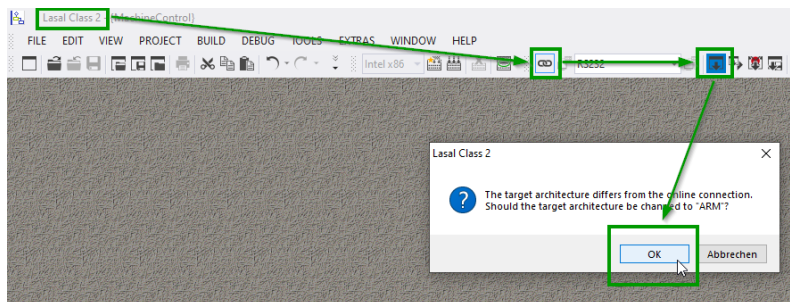 Lasal Class 2 - (MachineControl)
FILE EDIT VIEW PROJECT BUILD DEBUG TOOLS EXTRAS WINDOW HELP
Intel x86 RS232
Lasal Class 2
The target architecture differs from the online connection.
Should the target architecture be changed to "ARM"?
OK Abbrechen